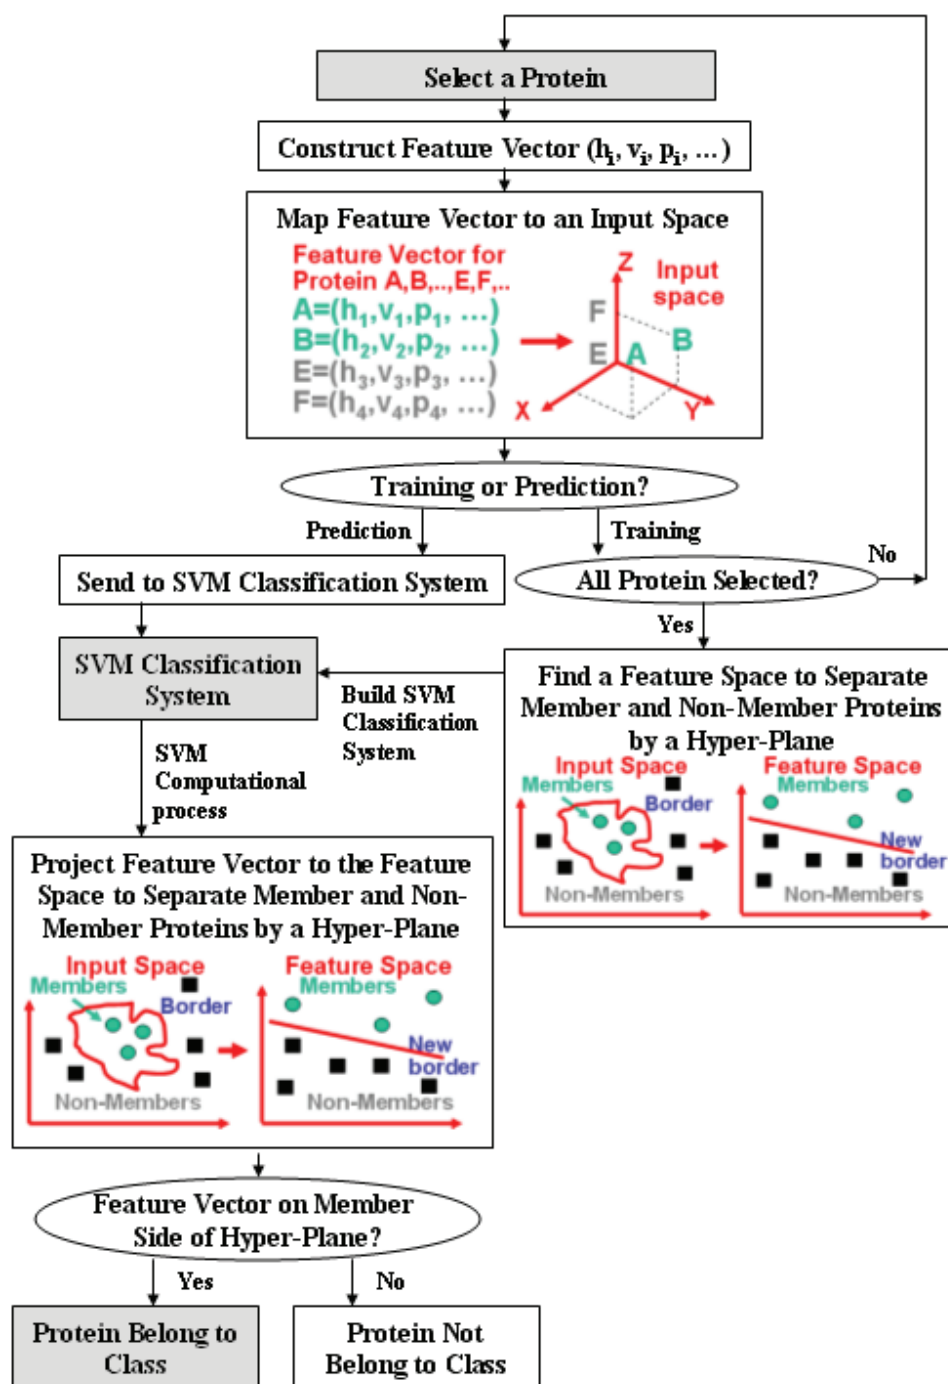 Select a Protein
Construct Feature Vector (hi, vi, pi, …)
Map Feature Vector to an Input Space
Feature Vector for
Protein A,B,..,E,F,..
A=(h1,v1,p1, …)
B=(h2,v2,p2, …)
E=(h3,v3,p3, …)
F=(h4,v4,p4, …)
Z
Input
space
F
B
E
A
X
Y
Training or Prediction?
Prediction
Training
Send to SVM Classification System
All Protein Selected?
No
Yes
SVM Classification
System
Build SVM
Classification
System
Find a Feature Space to Separate
Member and Non-Member Proteins
by a Hyper-Plane
Input Space
Members
Border
Non-Members
Feature Space
Members
New
border
Non-Members
SVM
Computational
process
Project Feature Vector to the Feature
Space to Separate Member and Non-
Member Proteins by a Hyper-Plane
Input Space
Members
Border
Non-Members
Feature Space
Members
New
border
Non-Members
Feature Vector on Member
Side of Hyper-Plane?
Yes
No
Protein Belong to
Class
Protein Not
Belong to Class